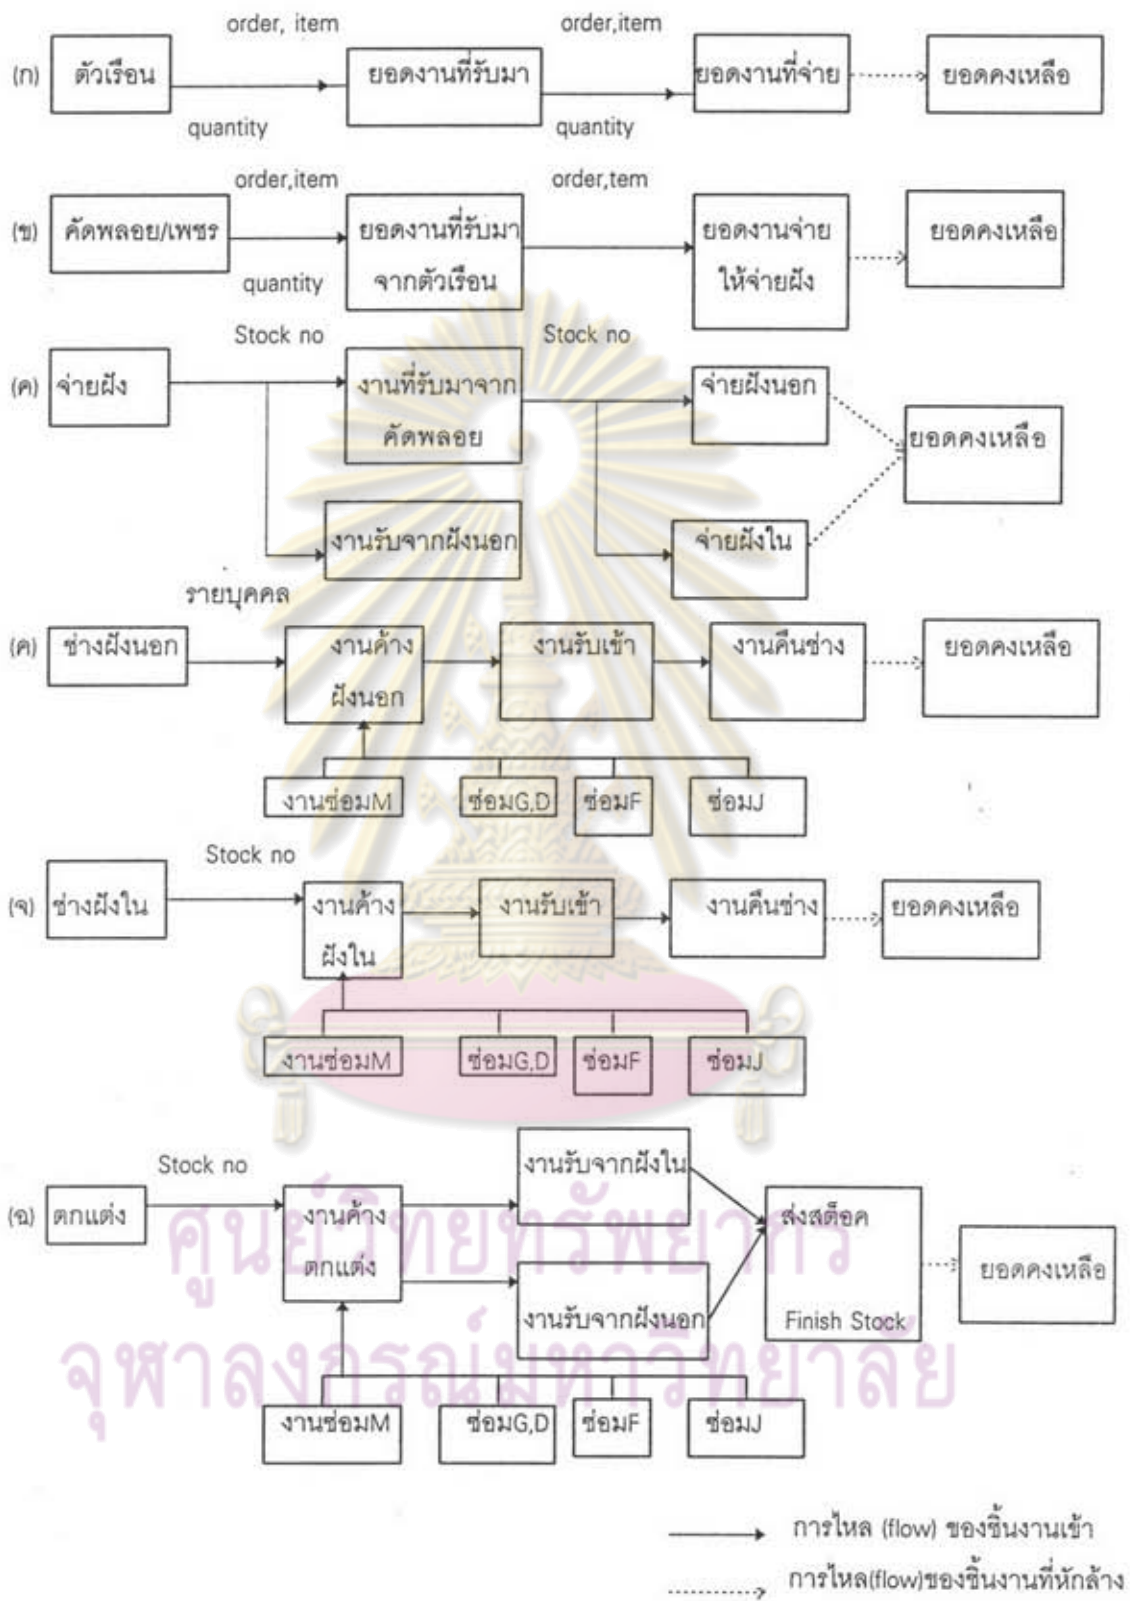 order, item
order,item
(ก) ตัวเรือน
ยอดงานที่รับมา
ยอดงานที่จ่าย
ยอดคงเหลือ
quantity
quantity
order,item
order,tem
(ข) คัดพลอย/เพชร
ยอดงานที่รับมา
จากตัวเรือน
ยอดงานจ่าย
ให้จ่ายฝัง
ยอดคงเหลือ
quantity
Stock no
Stock no
(ค) จ่ายฝัง
งานที่รับมาจาก
คัดพลอย
จ่ายฝังนอก
ยอดคงเหลือ
งานรับจากฝังนอก
จ่ายฝังใน
รายบุคคล
(ค) ช่างฝังนอก
งานค้าง
ฝังนอก
งานรับเข้า
งานคืนช่าง
ยอดคงเหลือ
งานซ่อมM
ซ่อมG,D
ซ่อมF
ซ่อมJ
Stock no
(จ) ช่างฝังใน
งานค้าง
ฝังใน
งานรับเข้า
งานคืนช่าง
ยอดคงเหลือ
งานซ่อมM
ซ่อมG,D
ซ่อมF
ซ่อมJ
Stock no
(ฉ) ตกแต่ง
งานค้าง
ตกแต่ง
งานรับจากฝังใน
งานรับจากฝังนอก
ส่งสต็อค
Finish Stock
ยอดคงเหลือ
งานซ่อมM
ซ่อมG,D
ซ่อมF
ซ่อมJ
ศูนย์วิทยทรัพยากร
จุฬาลงกรณ์มหาวิทยาลัย
การไหล (flow) ของชิ้นงานเข้า
การไหล(flow)ของชิ้นงานที่หักล้าง